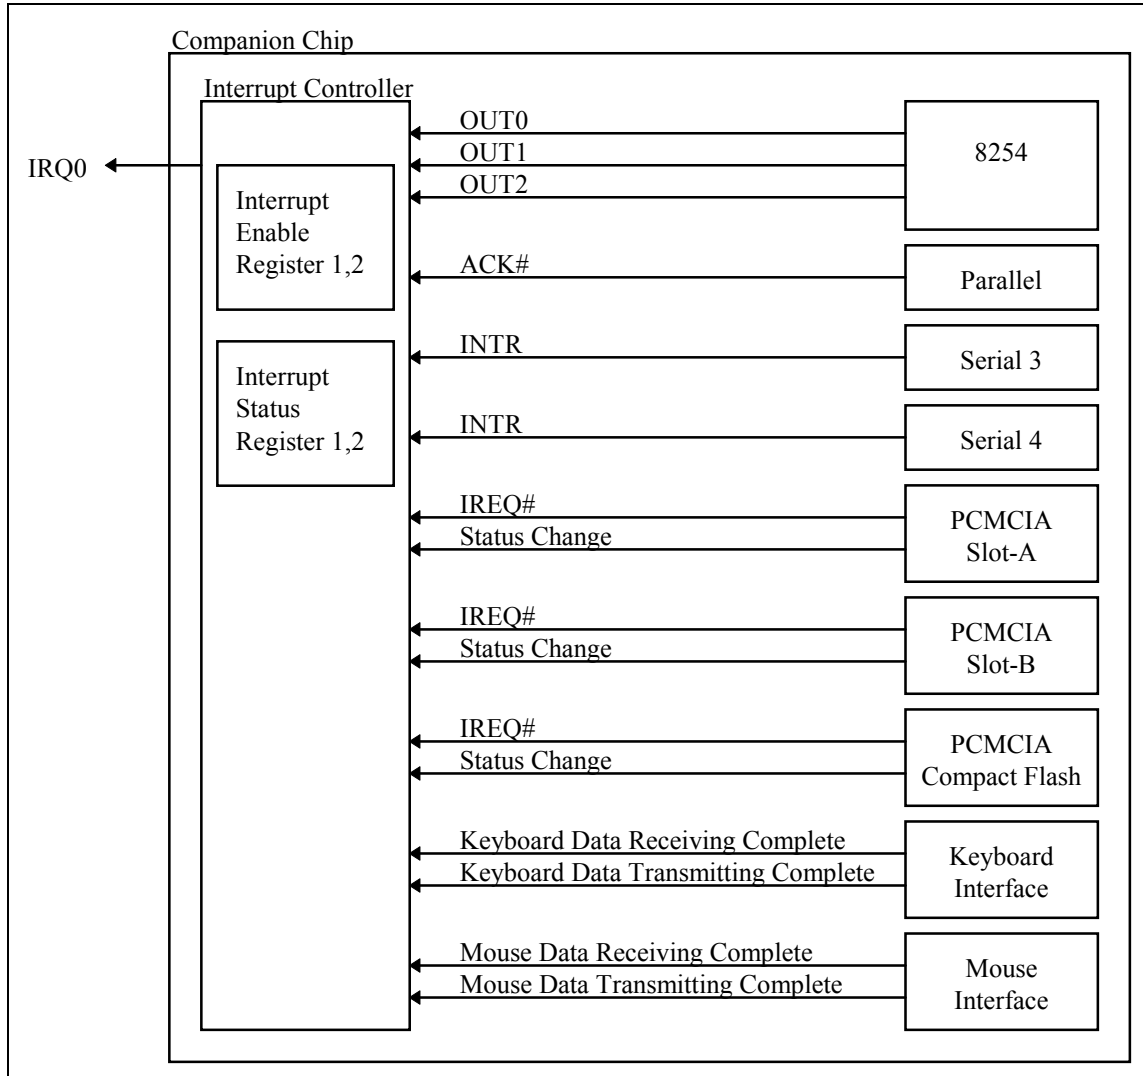 Companion Chip
Interrupt Controller
IRQ0
Interrupt
Enable
Register 1,2
Interrupt
Status
Register 1,2
OUT0
OUT1
OUT2
8254
ACK#
Parallel
INTR
Serial 3
INTR
Serial 4
IREQ#
Status Change
PCMCIA
Slot-A
IREQ#
Status Change
PCMCIA
Slot-B
IREQ#
Status Change
PCMCIA
Compact Flash
Keyboard Data Receiving Complete
Keyboard Data Transmitting Complete
Keyboard
Interface
Mouse Data Receiving Complete
Mouse Data Transmitting Complete
Mouse
Interface